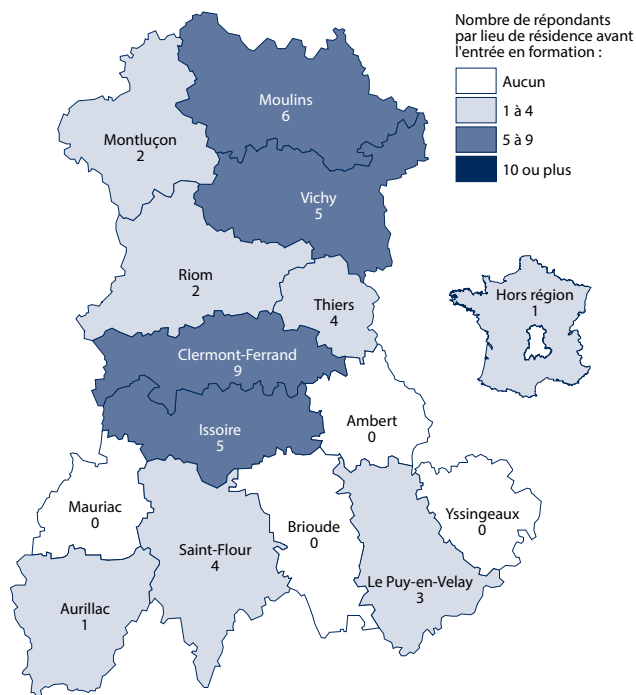 Nombre de répondants
par lieu de résidence avant
l'entrée en formation :
Aucun
1 à 4
5 à 9
10 ou plus
Moulins
6
Montluçon
2
Vichy
5
Riom
2
Thiers
4
Hors région
1
Clermont-Ferrand
9
Ambert
0
Issoire
5
Mauriac
0
Yssingeaux
0
Brioude
0
Saint-Flour
4
Le Puy-en-Velay
3
Aurillac
1